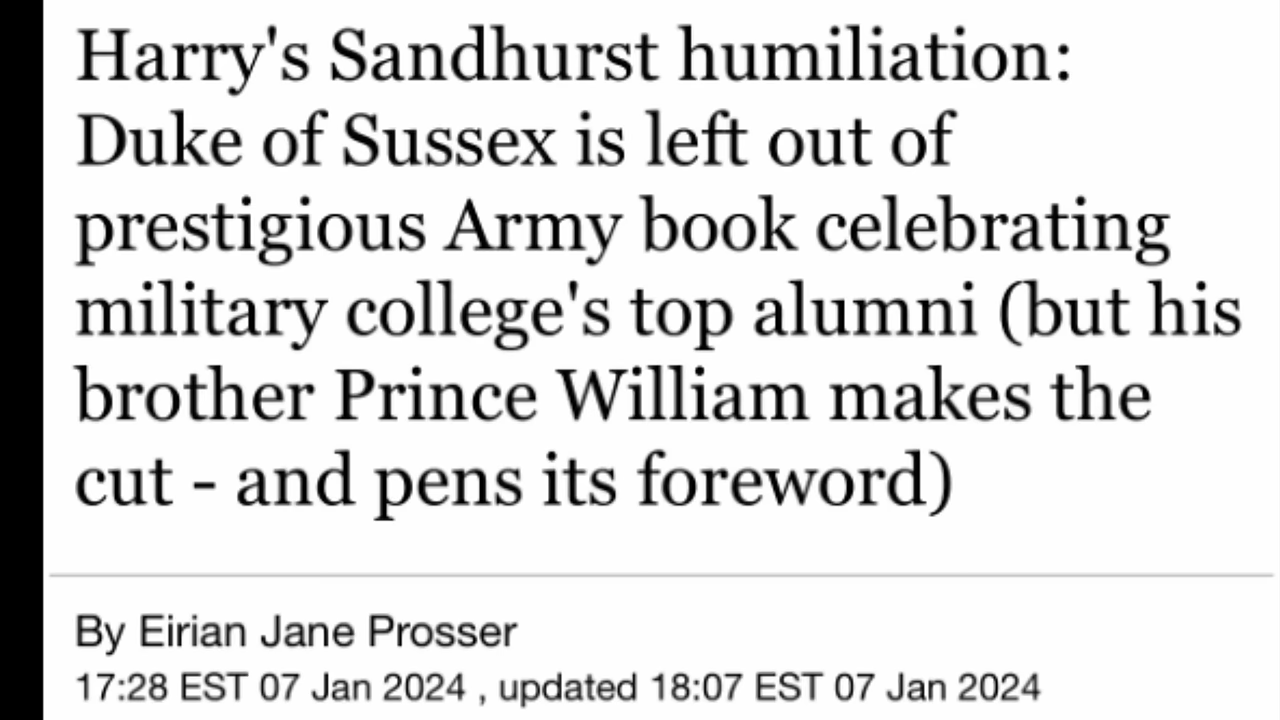 Harry's Sandhurst humiliation:
Duke of Sussex is left out of
prestigious Army book celebrating
military college's top alumni (but his
brother Prince William makes the
cut - and pens its foreword)
By Eirian Jane Prosser
17:28 EST 07 Jan 2024 , updated 18:07 EST 07 Jan 2024